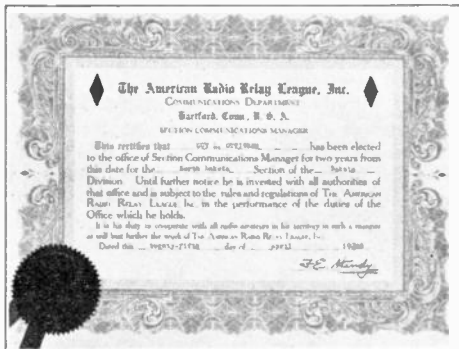 The American Radio Relay League, Inc.
COMMUNICATIONS DEPARTMENT
Hartford, Conn., U. S. A.
SECTION COMMUNICATIONS MANAGER
This certifies that has been elected
to the office of Section Communications Manager for two years from
this date for the Section of the Dakota
Division. Until further notice he is invested with all authorities of
that office and is subject to the rules and regulations of THE AMERICAN
RADIO RELAY LEAGUE INC. in the performance of the duties of the
Office which he holds.
It is his duty to cooperate with all radio amateurs in his territory in such a manner
as will best further the work of The American Radio Relay League, Inc.
Dated this twenty-fifth day of April